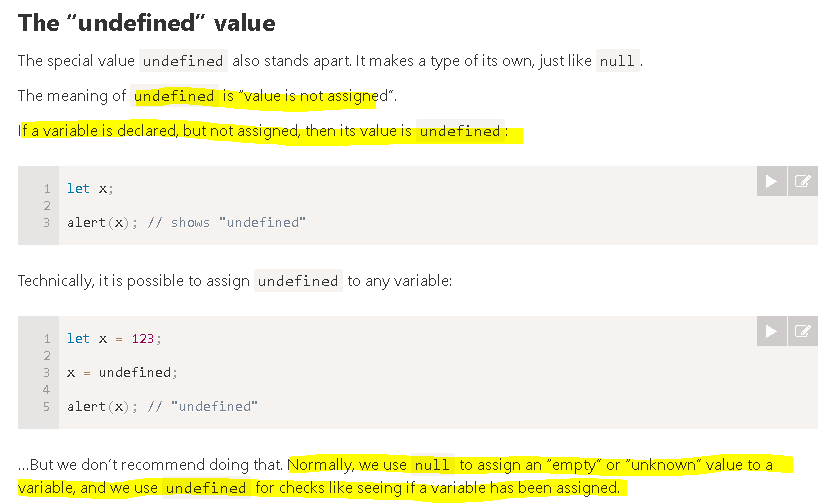 The “undefined” value
The special value undefined also stands apart. It makes a type of its own, just like null.
The meaning of undefined is “value is not assigned”.
If a variable is declared, but not assigned, then its value is undefined:
1 let x;
2
3 alert(x); // shows "undefined"
Technically, it is possible to assign undefined to any variable:
1 let x = 123;
2
3 x = undefined;
4
5 alert(x); // "undefined"
…But we don’t recommend doing that. Normally, we use null to assign an “empty” or “unknown” value to a
variable, and we use undefined for checks like seeing if a variable has been assigned.